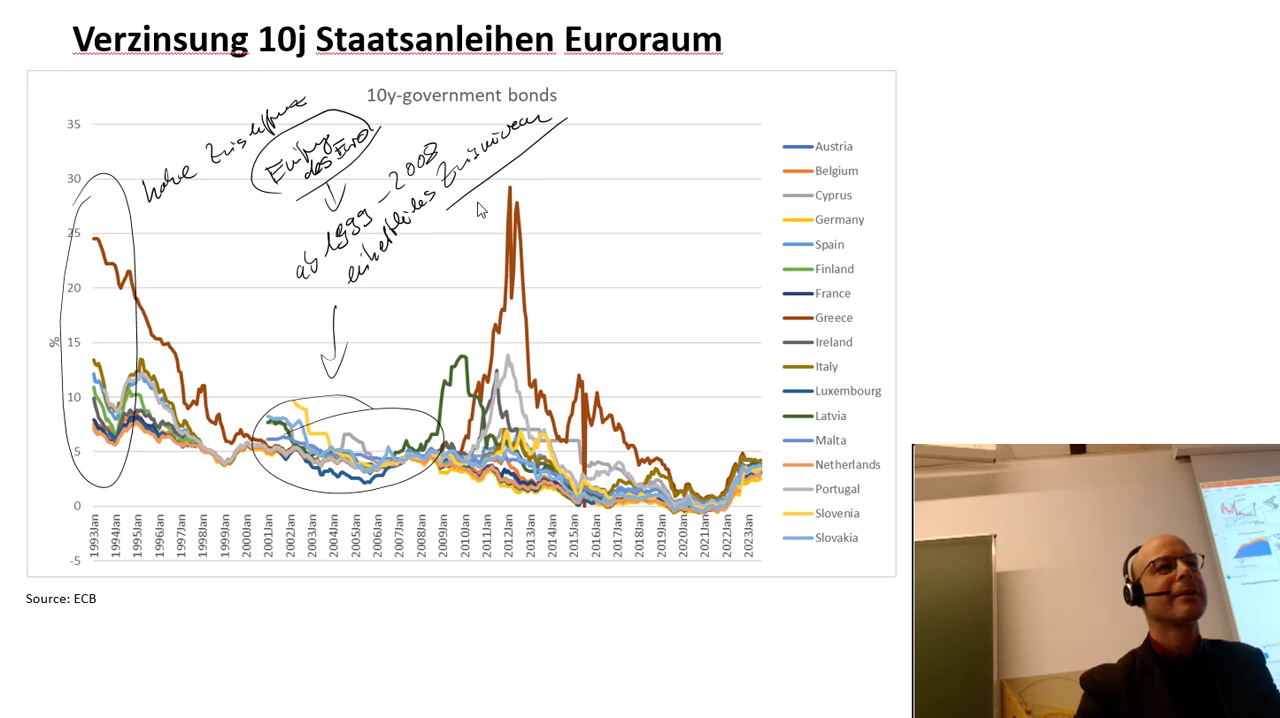 Verzinsung 10j Staatsanleihen Euroraum
10y-government bonds
hohe Zinsdifferenz
Einführung
des Euro
ab 1999 - 2008
einheitliches Zinsniveau
35
30
25
20
15
10
5
0
-5
%
1993Jan
1994Jan
1995Jan
1996Jan
1997Jan
1998Jan
1999Jan
2000Jan
2001Jan
2002Jan
2003Jan
2004Jan
2005Jan
2006Jan
2007Jan
2008Jan
2009Jan
2010Jan
2011Jan
2012Jan
2013Jan
2014Jan
2015Jan
2016Jan
2017Jan
2018Jan
2019Jan
2020Jan
2021Jan
2022Jan
2023Jan
Austria
Belgium
Cyprus
Germany
Spain
Finland
France
Greece
Ireland
Italy
Luxembourg
Latvia
Malta
Netherlands
Portugal
Slovenia
Slovakia
Source: ECB